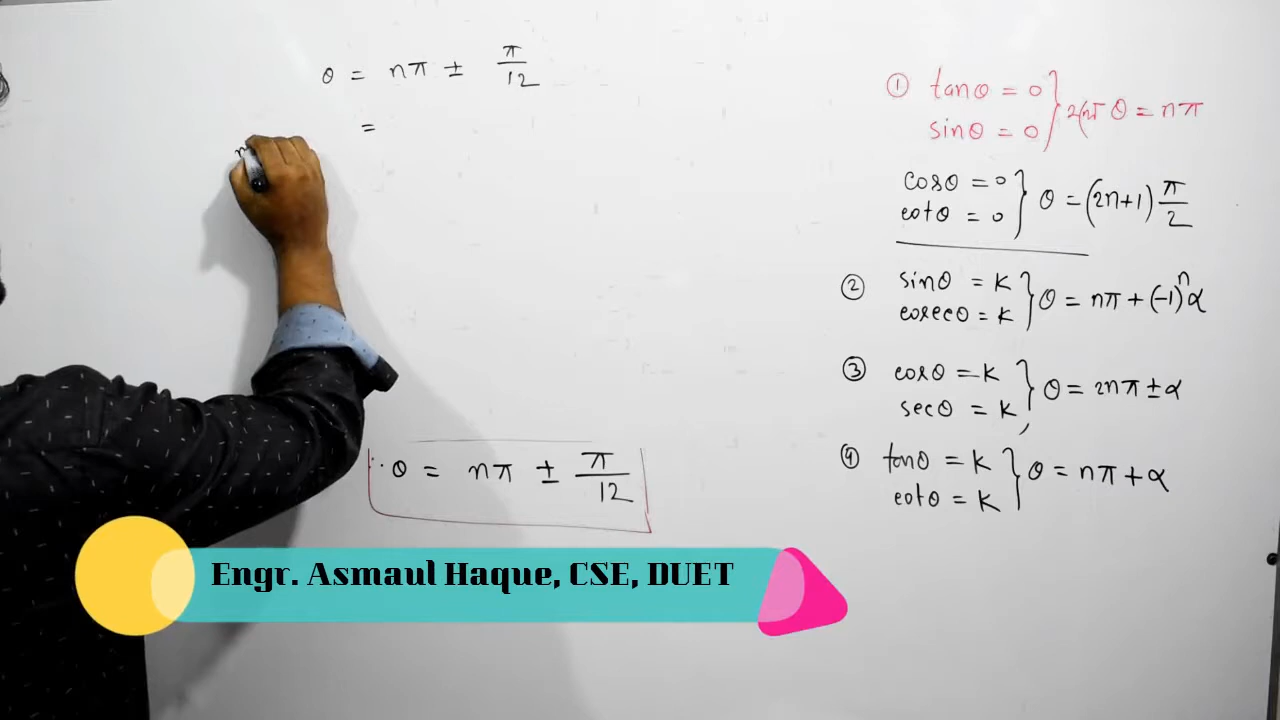 θ = nπ ± π/12
=
n
∴ θ = nπ ± π/12
① tanθ = 0
sinθ = 0 } θ = nπ
cosθ = 0
cotθ = 0 } θ = (2n+1) π/2
② sinθ = K
cosecθ = K } θ = nπ + (-1)ⁿα
③ cosθ = K
secθ = K } θ = 2nπ ± α
④ tanθ = K
cotθ = K } θ = nπ + α
Engr. Asmaul Haque, CSE, DUET